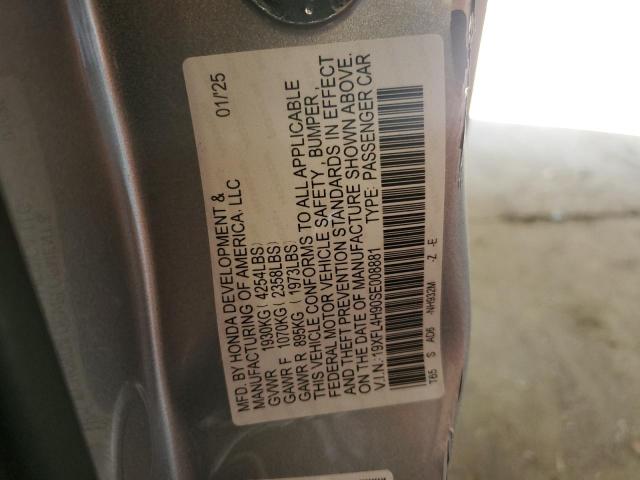 MFD. BY HONDA DEVELOPMENT & 01/'25
MANUFACTURING OF AMERICA, LLC
GVWR 1930KG ( 4254LBS)
GAWR F 1070KG ( 2358LBS)
GAWR R 895KG ( 1973LBS)
THIS VEHICLE CONFORMS TO ALL APPLICABLE
FEDERAL MOTOR VEHICLE SAFETY, BUMPER,
AND THEFT PREVENTION STANDARDS IN EFFECT
ON THE DATE OF MANUFACTURE SHOWN ABOVE.
V.I.N.:19XFL4H90SE008881 TYPE: PASSENGER CAR
T65 S AD6 -NH932M -Z -E